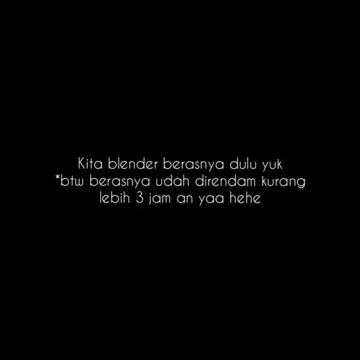 Kita blender berasnya dulu yuk
*btw berasnya udah direndam kurang
lebih 3 jam an yaa hehe